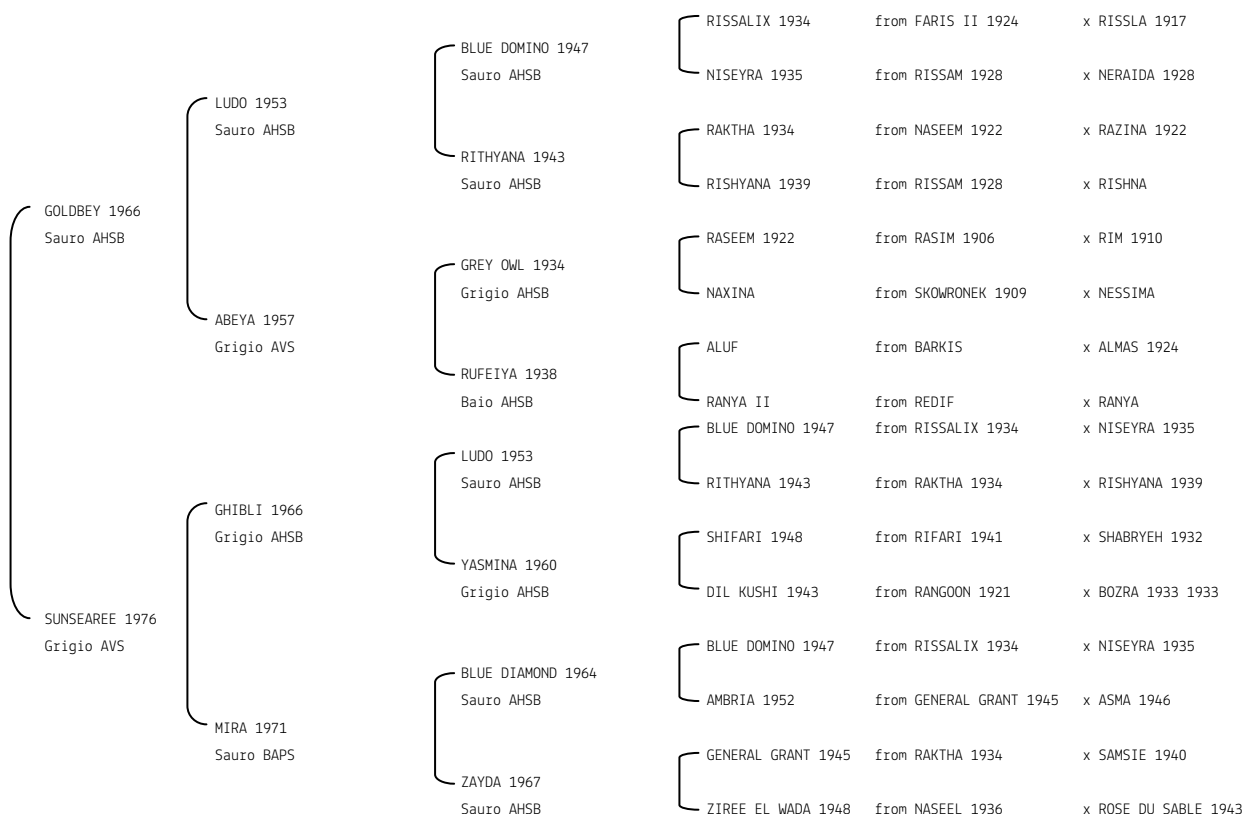 RISSALIX 1934 from FARIS II 1924 x RISSLA 1917
BLUE DOMINO 1947
Sauro AHSB
NISEYRA 1935 from RISSAM 1928 x NERAIDA 1928
LUDO 1953
Sauro AHSB
RAKTHA 1934 from NASEEM 1922 x RAZINA 1922
RITHYANA 1943
Sauro AHSB
RISHYANA 1939 from RISSAM 1928 x RISHNA
GOLDBEY 1966
Sauro AHSB
RASEEM 1922 from RASIM 1906 x RIM 1910
GREY OWL 1934
Grigio AHSB
NAXINA from SKOWRONEK 1909 x NESSIMA
ABEYA 1957
Grigio AVS
ALUF from BARKIS x ALMAS 1924
RUFEIYA 1938
Baio AHSB
RANYA II from REDIF x RANYA
BLUE DOMINO 1947 from RISSALIX 1934 x NISEYRA 1935
LUDO 1953
Sauro AHSB
RITHYANA 1943 from RAKTHA 1934 x RISHYANA 1939
GHIBLI 1966
Grigio AHSB
SHIFARI 1948 from RIFARI 1941 x SHABRYEH 1932
YASMINA 1960
Grigio AHSB
DIL KUSHI 1943 from RANGOON 1921 x BOZRA 1933 1933
SUNSEAREE 1976
Grigio AVS
BLUE DOMINO 1947 from RISSALIX 1934 x NISEYRA 1935
BLUE DIAMOND 1964
Sauro AHSB
AMBRIA 1952 from GENERAL GRANT 1945 x ASMA 1946
MIRA 1971
Sauro BAPS
GENERAL GRANT 1945 from RAKTHA 1934 x SAMSIE 1940
ZAYDA 1967
Sauro AHSB
ZIREE EL WADA 1948 from NASEEL 1936 x ROSE DU SABLE 1943